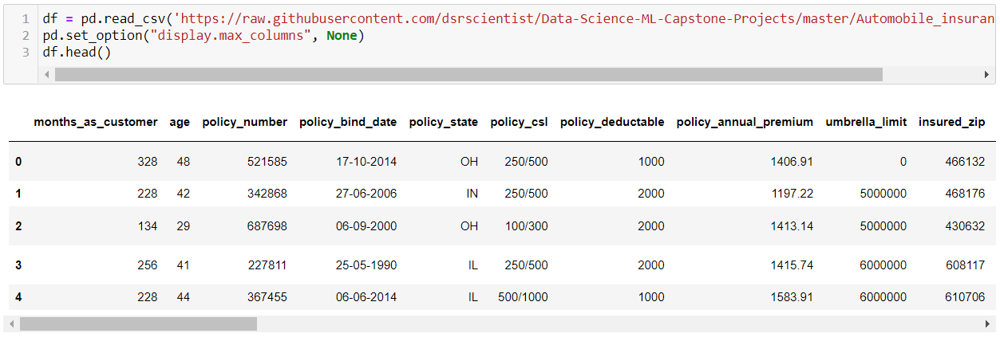 1 df = pd.read_csv('https://raw.githubusercontent.com/dsrscientist/Data-Science-ML-Capstone-Projects/master/Automobile_insuran
2 pd.set_option("display.max_columns", None)
3 df.head()
months_as_customer age policy_number policy_bind_date policy_state policy_csl policy_deductable policy_annual_premium umbrella_limit insured_zip
0 328 48 521585 17-10-2014 OH 250/500 1000 1406.91 0 466132
1 228 42 342868 27-06-2006 IN 250/500 2000 1197.22 5000000 468176
2 134 29 687698 06-09-2000 OH 100/300 2000 1413.14 5000000 430632
3 256 41 227811 25-05-1990 IL 250/500 2000 1415.74 6000000 608117
4 228 44 367455 06-06-2014 IL 500/1000 1000 1583.91 6000000 610706